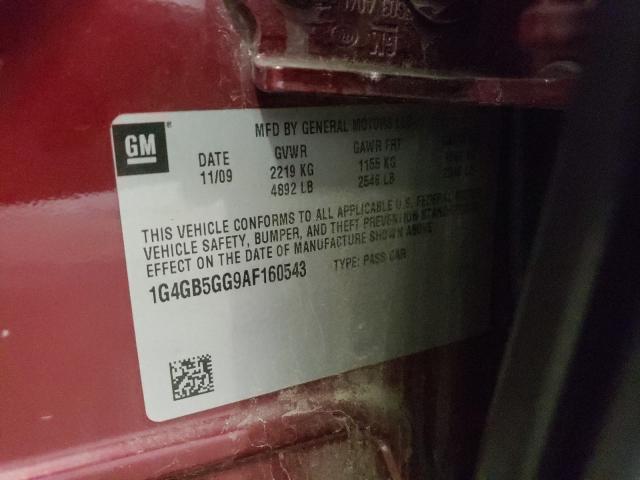 GM
MFD BY GENERAL MOTORS LLC
DATE GVWR GAWR FRT
11/09 2219 KG 1155 KG
4892 LB 2546 LB
THIS VEHICLE CONFORMS TO ALL APPLICABLE U.S. FEDERAL
VEHICLE SAFETY, BUMPER, AND THEFT PREVENTION STANDARDS
EFFECT ON THE DATE OF MANUFACTURE SHOWN ABOVE
1G4GB5GG9AF160543 TYPE: PASS CAR